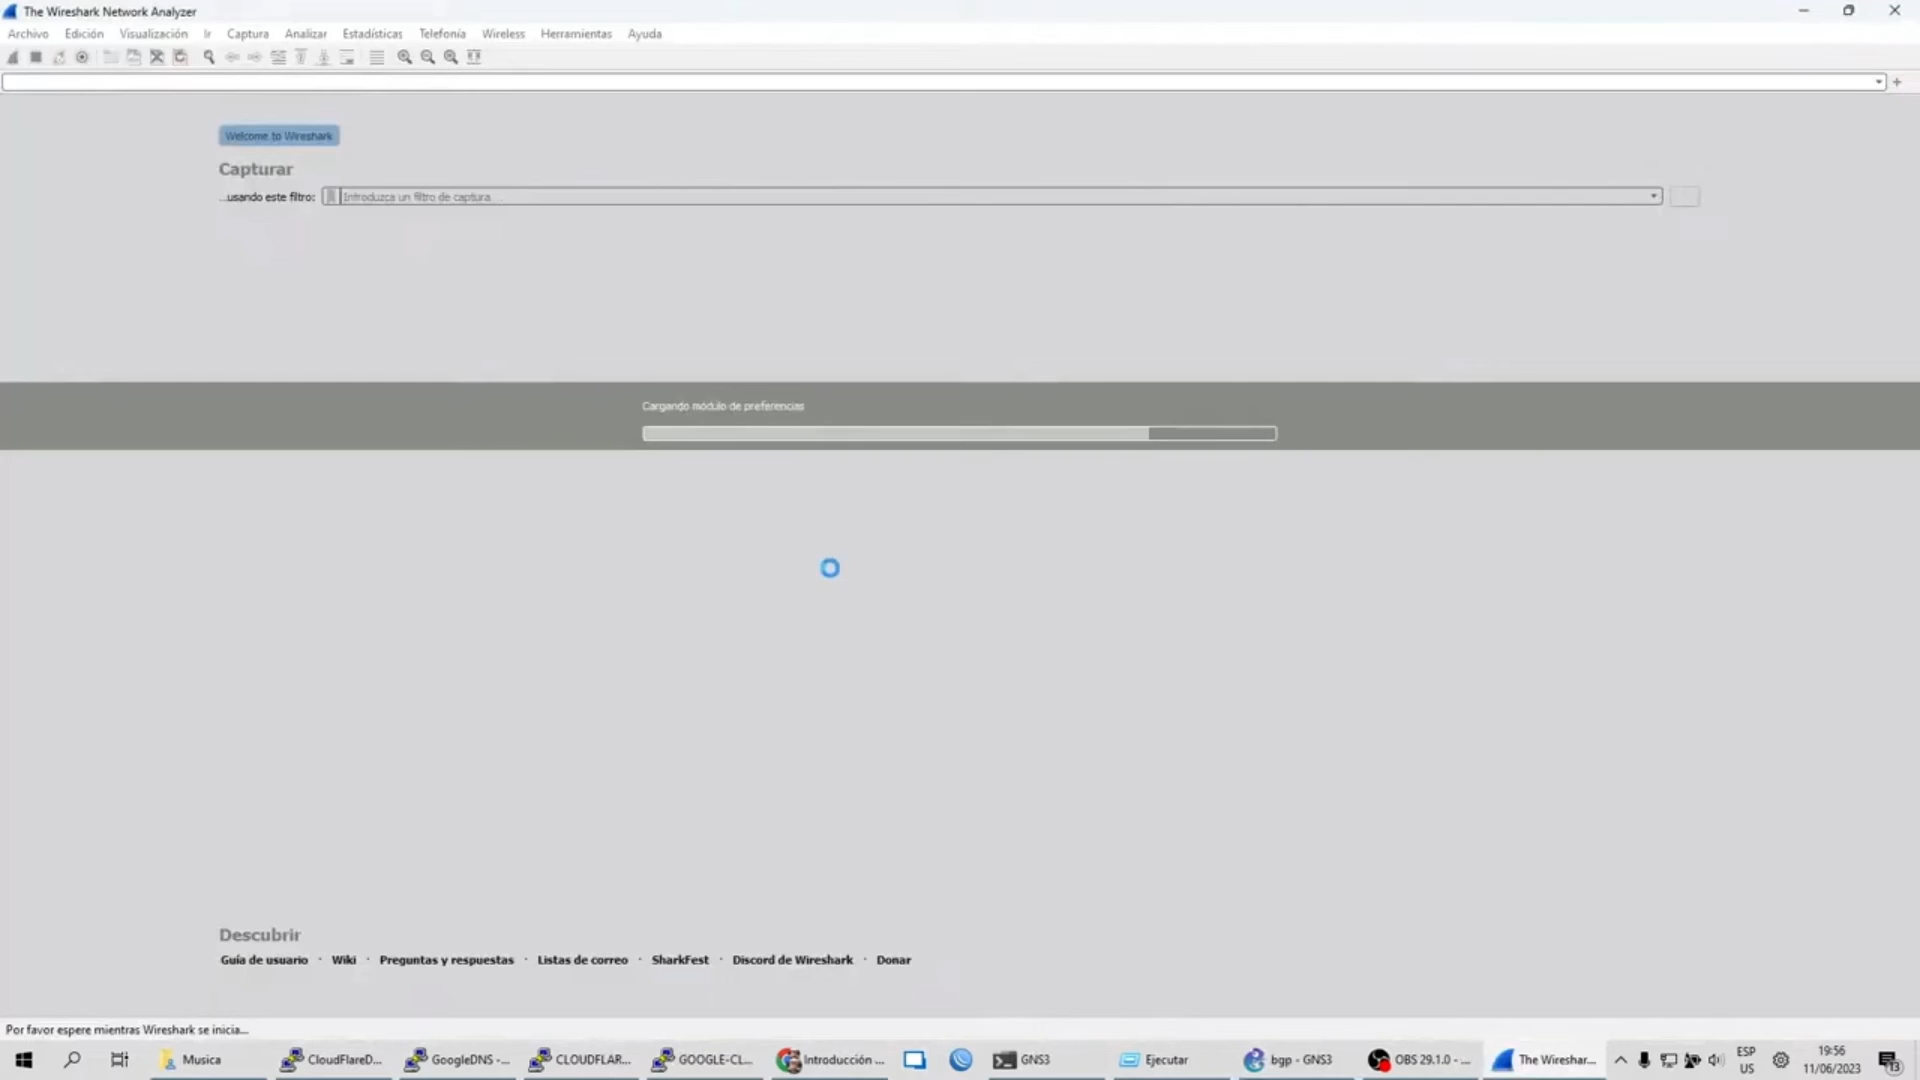 The Wireshark Network Analyzer
Archivo Edición Visualización Ir Captura Analizar Estadísticas Telefonía Wireless Herramientas Ayuda
Welcome to Wireshark
Capturar
...usando este filtro: Introduzca un filtro de captura ...
Cargando módulo de preferencias
Descubrir
Guía de usuario · Wiki · Preguntas y respuestas · Listas de correo · SharkFest · Discord de Wireshark · Donar
Por favor espere mientras Wireshark se inicia...
Musica CloudFlareD... GoogleDNS -... CLOUDFLAR... GOOGLE-CL... Introducción ... GNS3 Ejecutar bgp - GNS3 OBS 29.1.0 - ... The Wireshar... ESP 19:56
US 11/06/2023 13